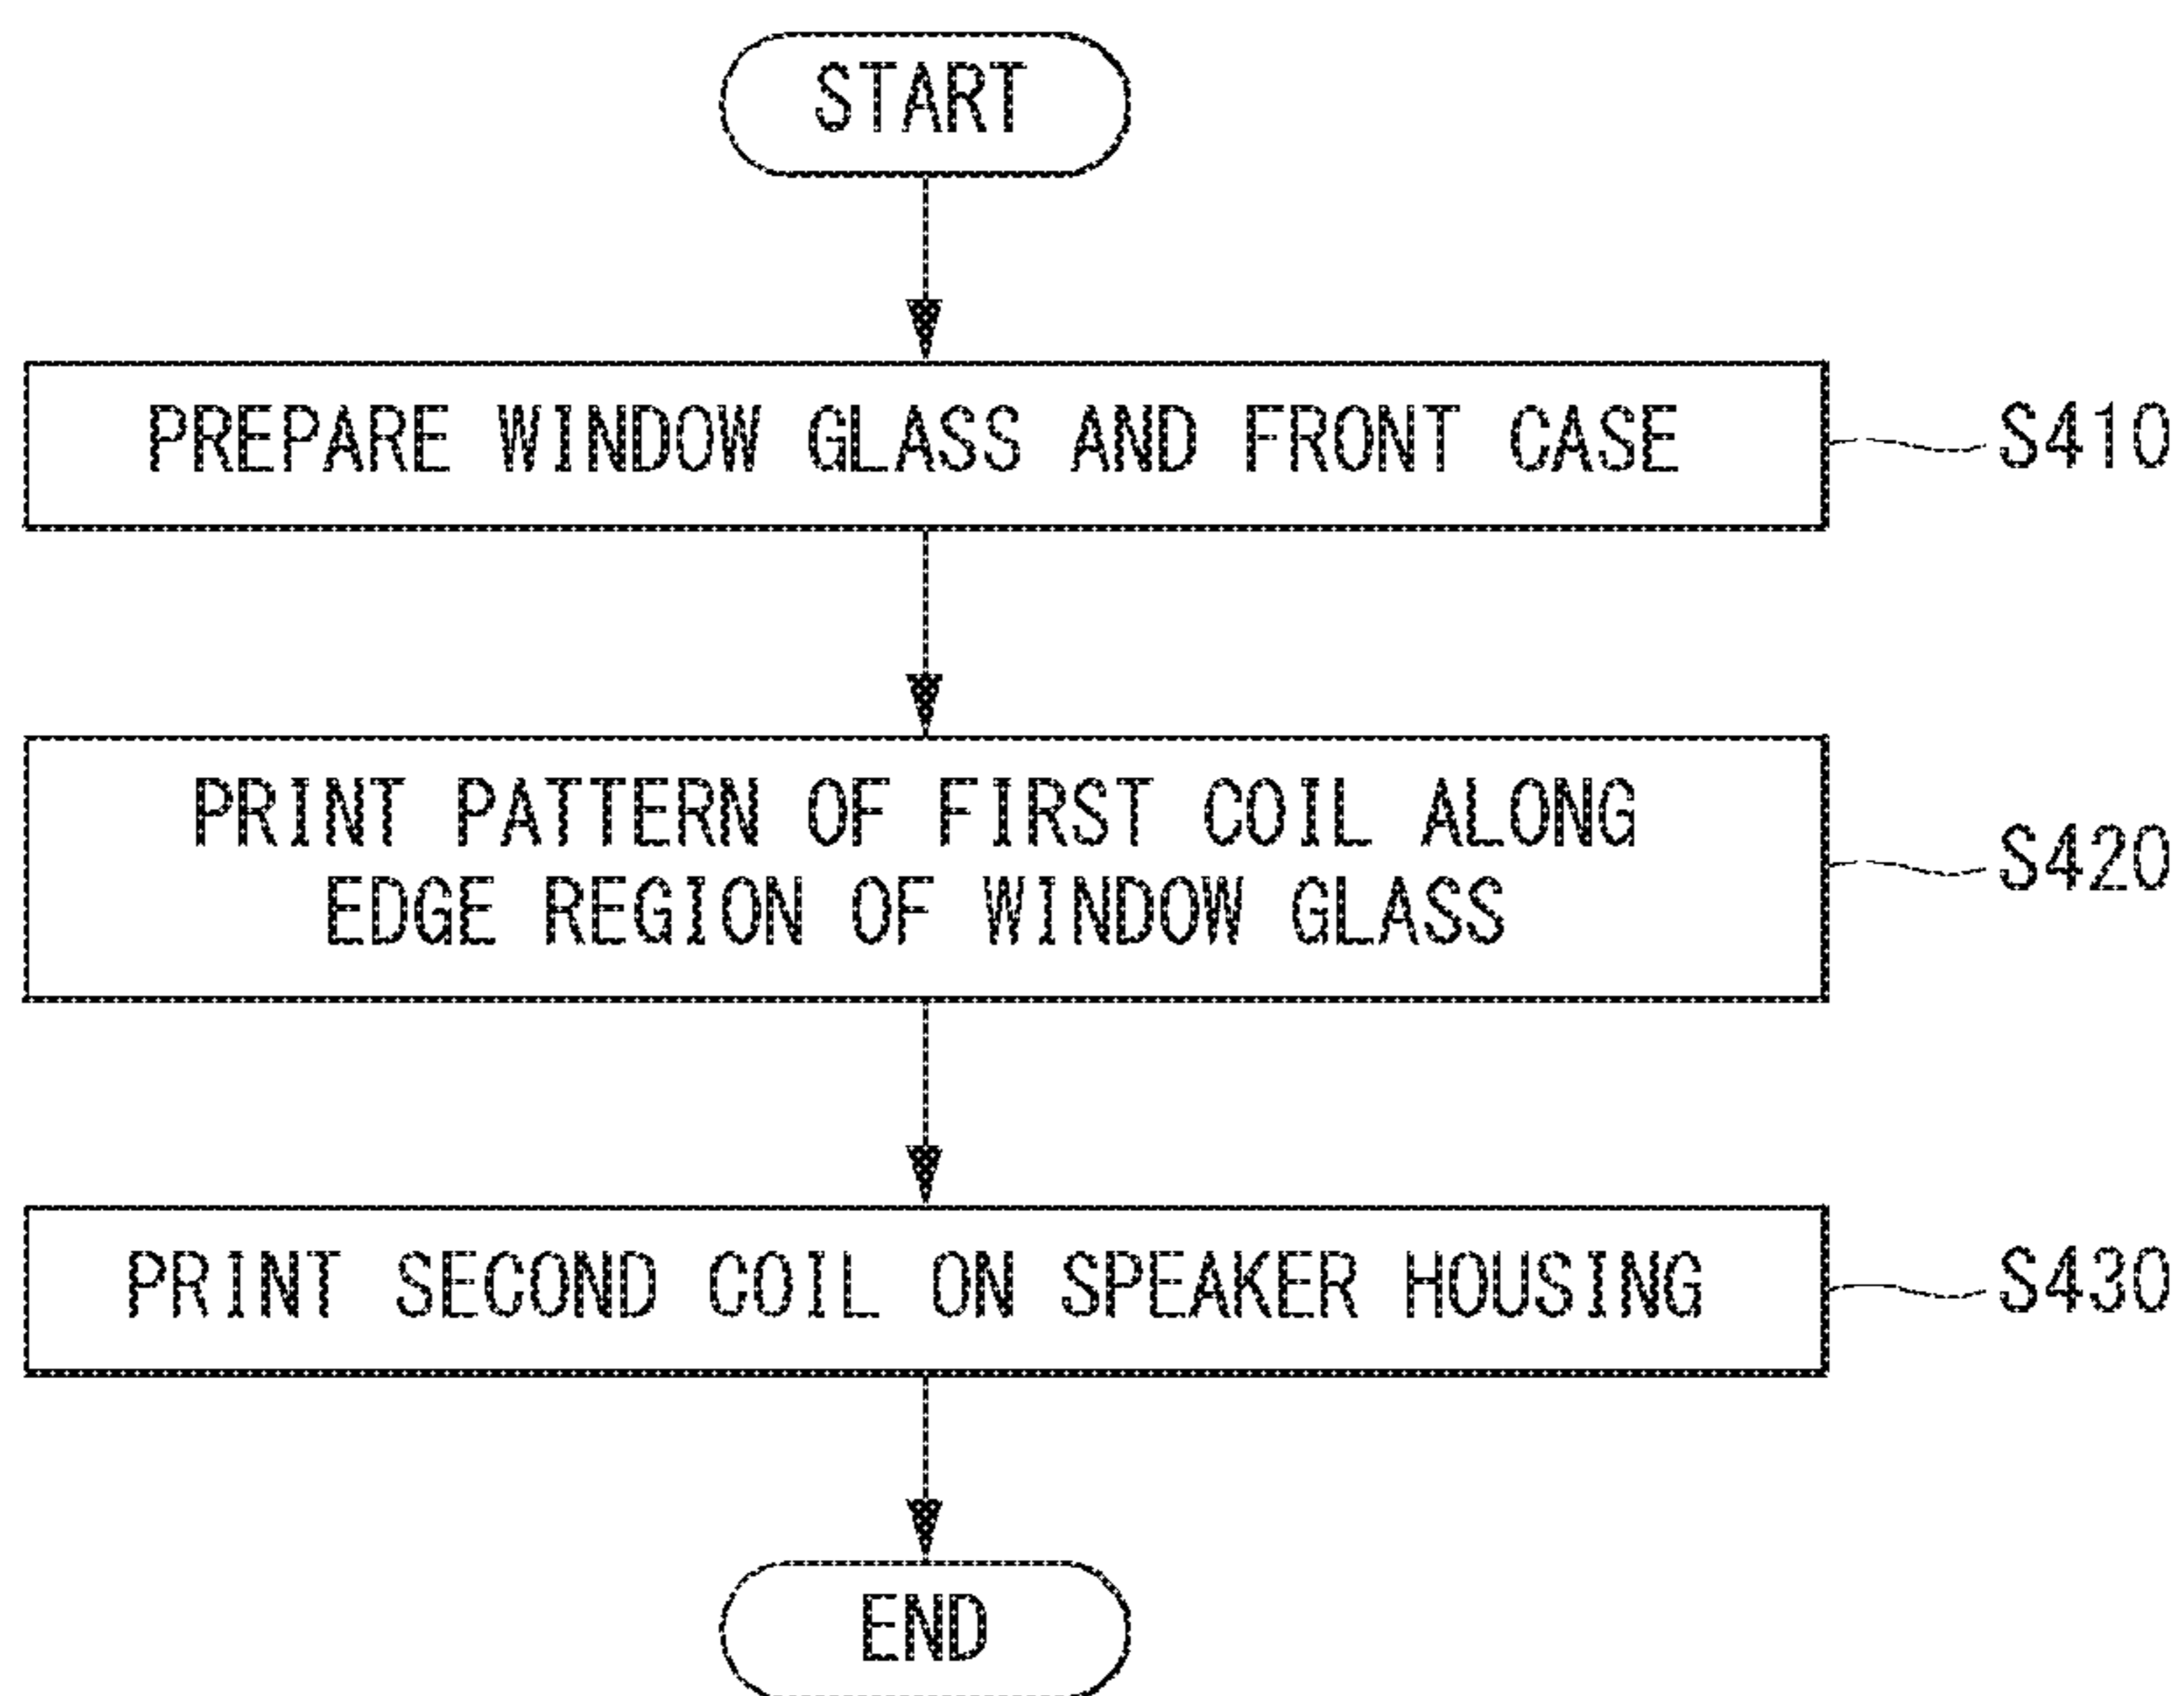 START
PREPARE WINDOW GLASS AND FRONT CASE
S410
PRINT PATTERN OF FIRST COIL ALONG
EDGE REGION OF WINDOW GLASS
S420
PRINT SECOND COIL ON SPEAKER HOUSING
S430
END